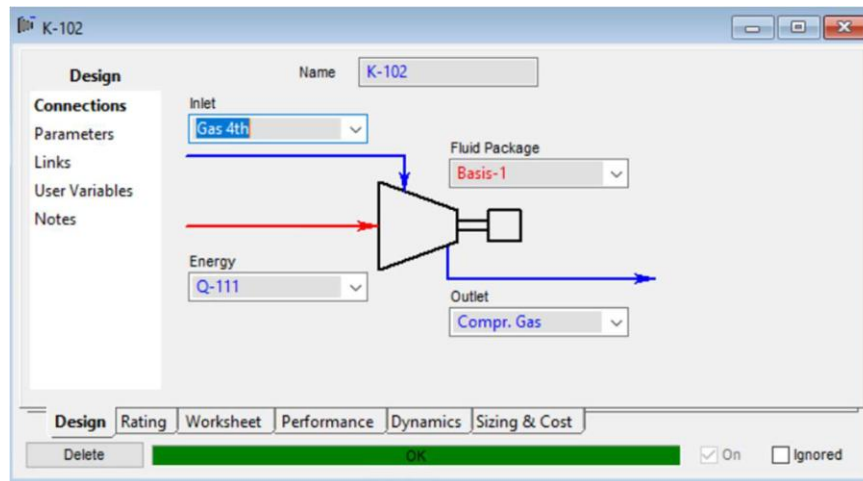 K-102
Design
Name K-102
Connections
Parameters
Links
User Variables
Notes
Inlet
Gas 4th
Fluid Package
Basis-1
Energy
Q-111
Outlet
Compr. Gas
Design Rating Worksheet Performance Dynamics Sizing & Cost
Delete OK On Ignored